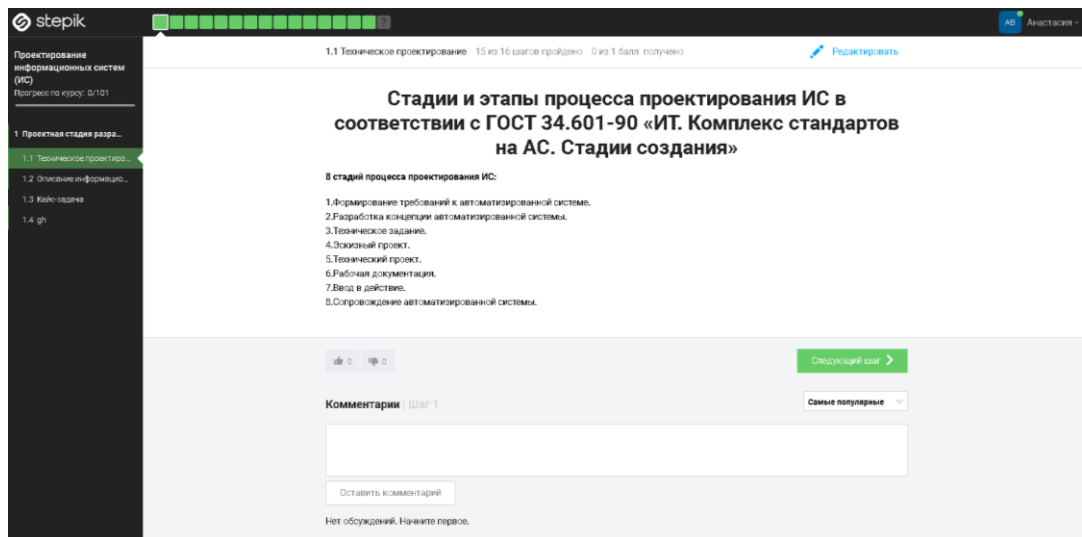 stepik
?
АВ
Анастасия
Проектирование
информационных систем
(ИС)
Прогресс по курсу: 0/101
1 Проектная стадия разра...
1.1 Техническое проектиро...
1.2 Описание информацио...
1.3 Кейс-задача
1.4 gh
1.1 Техническое проектирование 15 из 16 шагов пройдено 0 из 1 балл получено
Редактировать
Стадии и этапы процесса проектирования ИС в
соответствии с ГОСТ 34.601-90 «ИТ. Комплекс стандартов
на АС. Стадии создания»
8 стадий процесса проектирования ИС:
1.Формирование требований к автоматизированной системе.
2.Разработка концепции автоматизированной системы.
3.Техническое задание.
4.Эскизный проект.
5.Технический проект.
6.Рабочая документация.
7.Ввод в действие.
8.Сопровождение автоматизированной системы.
0 0
Следующий шаг
Комментарии | Шаг 1
Самые популярные
Оставить комментарий
Нет обсуждений. Начните первое.